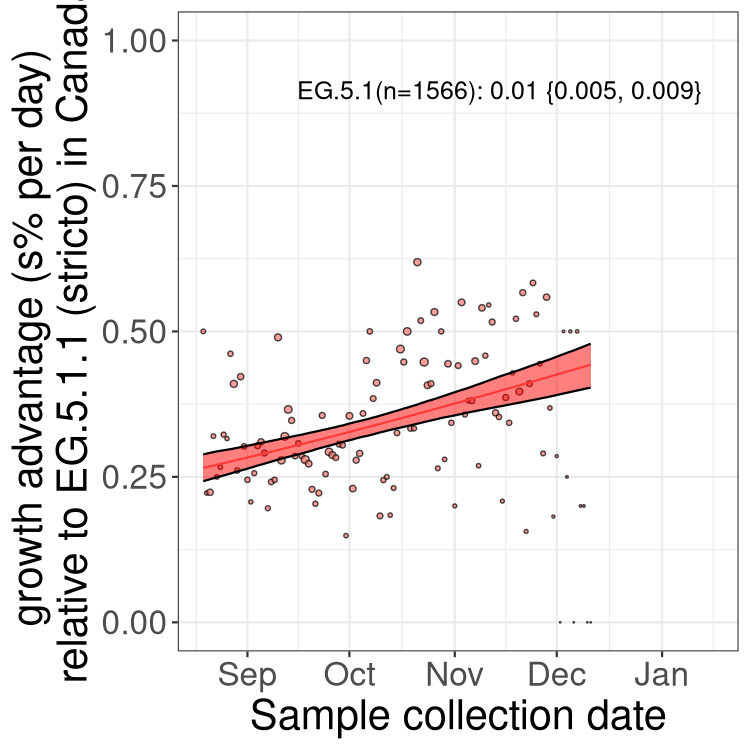 growth advantage (s% per day)
relative to EG.5.1.1 (stricto) in Canada
1.00
0.75
0.50
0.25
0.00
EG.5.1(n=1566): 0.01 {0.005, 0.009}
Sep Oct Nov Dec Jan
Sample collection date